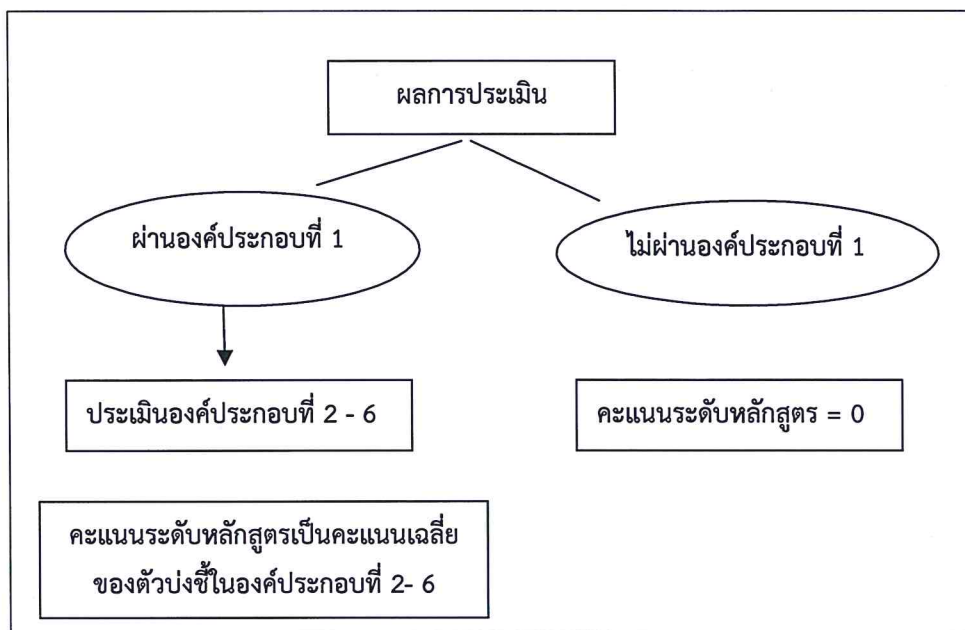 ผลการประเมิน
ผ่านองค์ประกอบที่ 1
ไม่ผ่านองค์ประกอบที่ 1
ประเมินองค์ประกอบที่ 2 - 6
คะแนนระดับหลักสูตร = 0
คะแนนระดับหลักสูตรเป็นคะแนนเฉลี่ย
ของตัวบ่งชี้ในองค์ประกอบที่ 2- 6